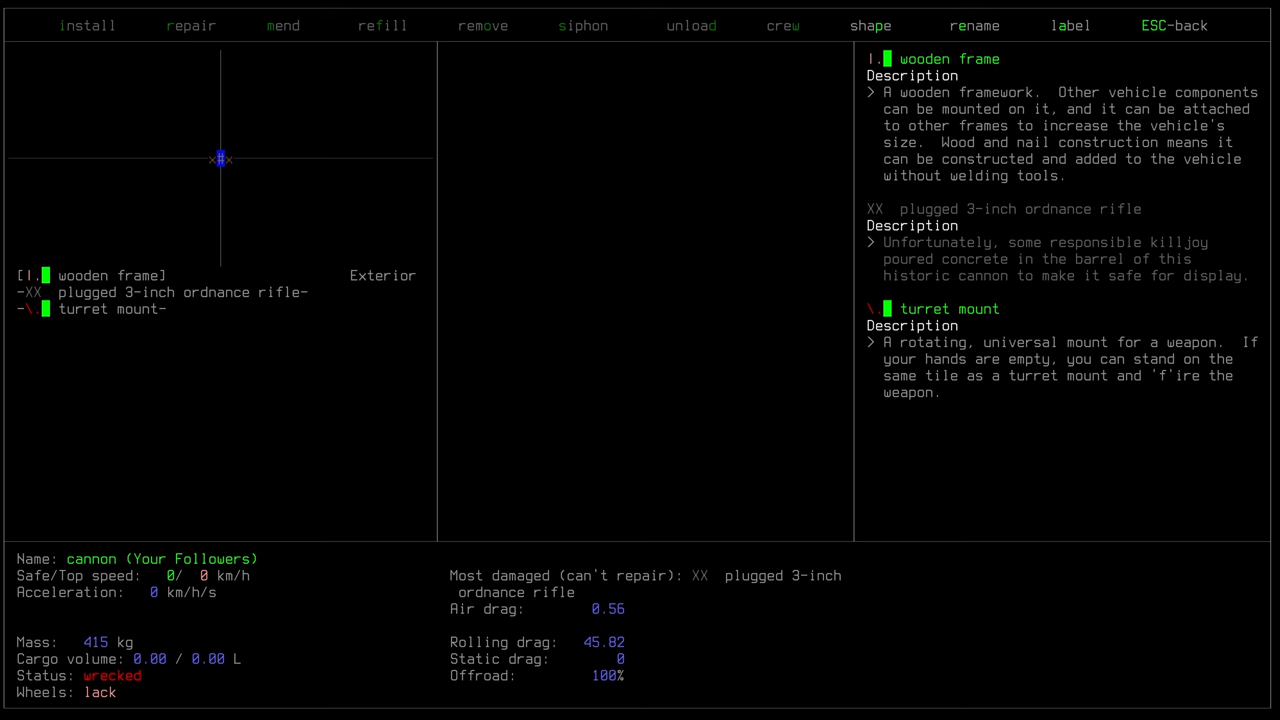 install repair mend refill remove siphon unload crew shape rename label ESC-back
×#×
[|. wooden frame] Exterior
-XX plugged 3-inch ordnance rifle-
-\. turret mount-
|. wooden frame
Description
> A wooden framework. Other vehicle components
can be mounted on it, and it can be attached
to other frames to increase the vehicle's
size. Wood and nail construction means it
can be constructed and added to the vehicle
without welding tools.
XX plugged 3-inch ordnance rifle
Description
> Unfortunately, some responsible killjoy
poured concrete in the barrel of this
historic cannon to make it safe for display.
\. turret mount
Description
> A rotating, universal mount for a weapon. If
your hands are empty, you can stand on the
same tile as a turret mount and 'f'ire the
weapon.
Name: cannon (Your Followers)
Safe/Top speed: 0/ 0 km/h
Acceleration: 0 km/h/s
Mass: 415 kg
Cargo volume: 0.00 / 0.00 L
Status: wrecked
Wheels: lack
Most damaged (can't repair): XX plugged 3-inch
ordnance rifle
Air drag: 0.56
Rolling drag: 45.82
Static drag: 0
Offroad: 100%